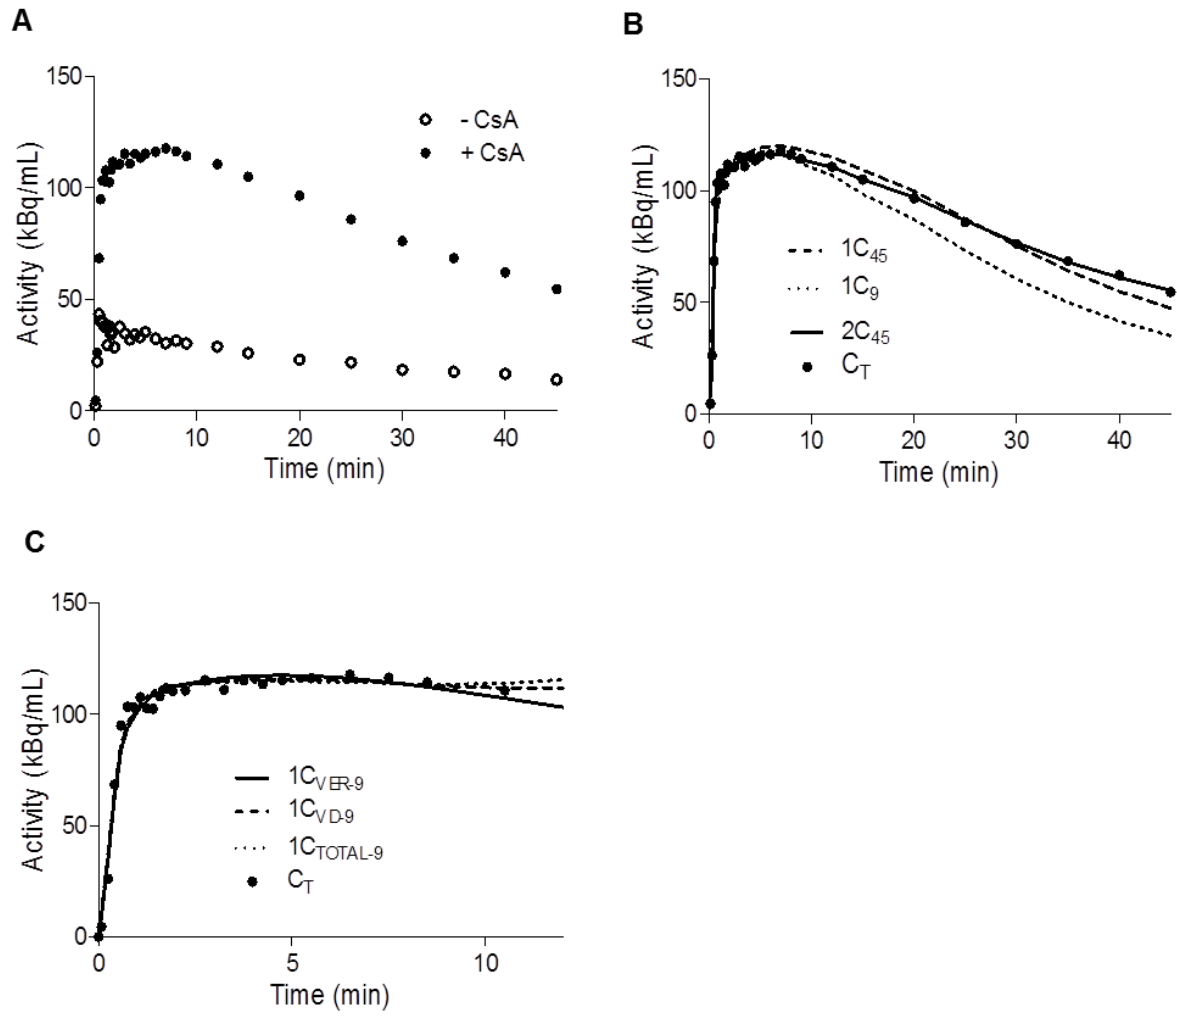 A
150
100
50
0
0
10
20
30
40
Activity (kBq/mL)
Time (min)
- CsA
+ CsA
B
150
100
50
0
0
10
20
30
40
Activity (kBq/mL)
Time (min)
1C45
1C9
2C45
CT
C
150
100
50
0
0
5
10
Activity (kBq/mL)
Time (min)
1CVER-9
1CVD-9
1CTOTAL-9
CT